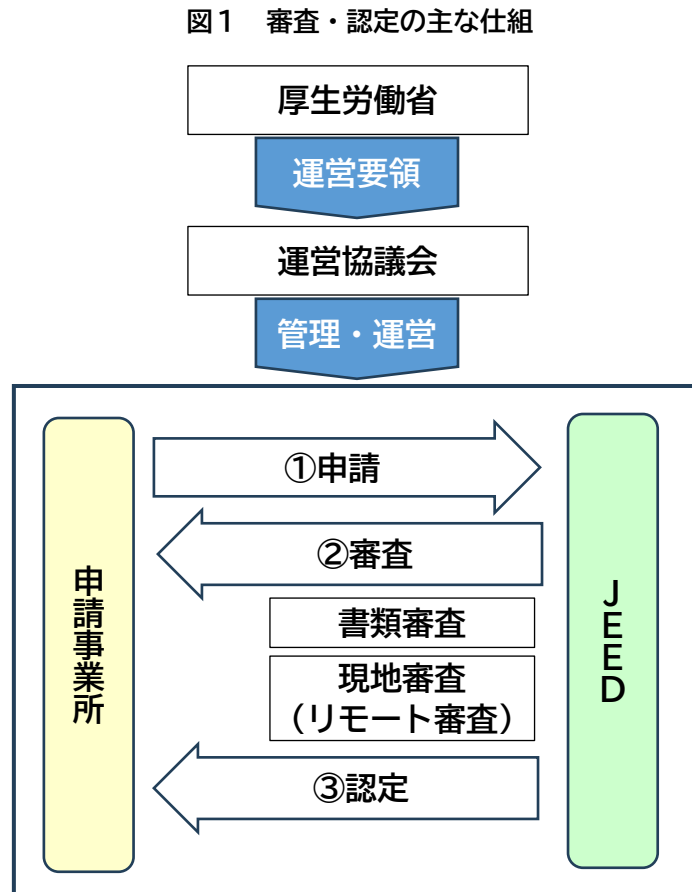 図1 審査・認定の主な仕組
厚生労働省
運営要領
運営協議会
管理・運営
①申請
②審査
書類審査
現地審査
(リモート審査)
③認定
申請事業所
JEED